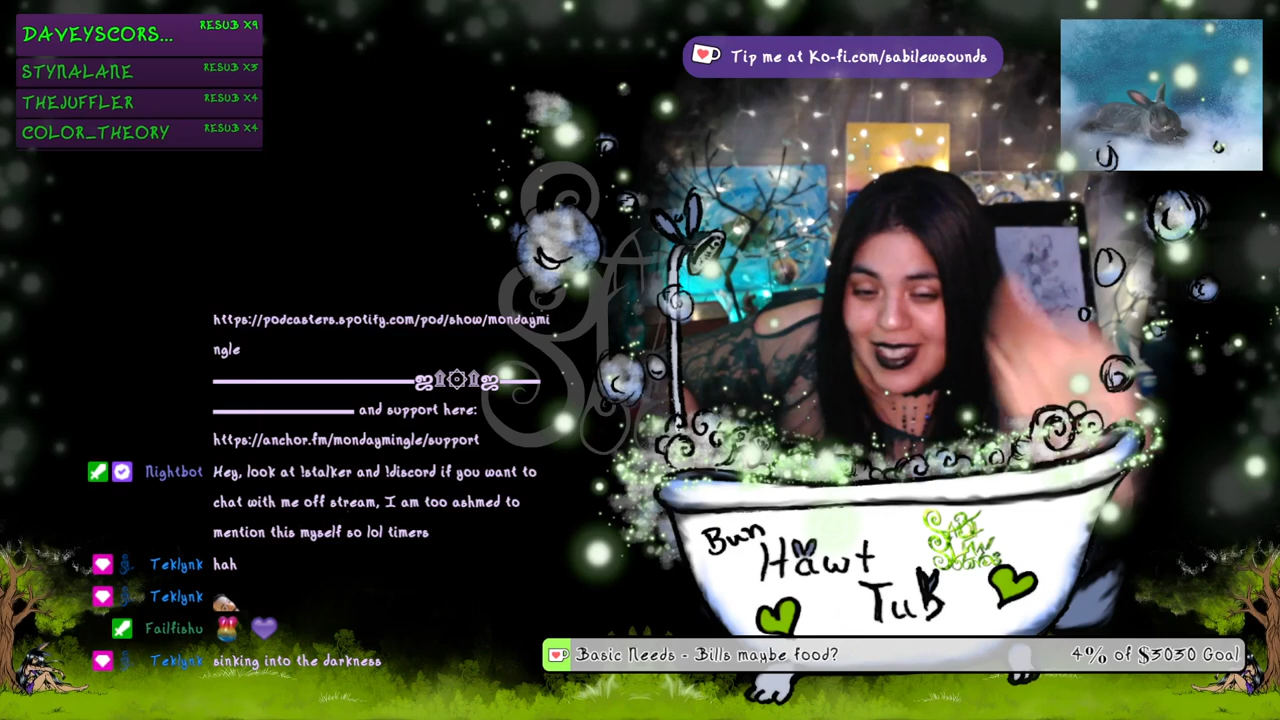 DAVEYSCORS... RESUB X9
STYNALANE RESUB X3
THEJUFFLER RESUB X4
COLOR_THEORY RESUB X4
Tip me at Ko-fi.com/sabilewsounds
https://podcasters.spotify.com/pod/show/mondaymi
ngle
and support here:
https://anchor.fm/mondaymingle/support
Nightbot Hey, look at !stalker and !discord if you want to
chat with me off stream, I am too ashmed to
mention this myself so lol timers
Teklynk hah
Teklynk
Failfishu
Teklynk sinking into the darkness
Bun
Hawt
Tub
Basic Needs - Bills maybe food? 4% of $3030 Goal